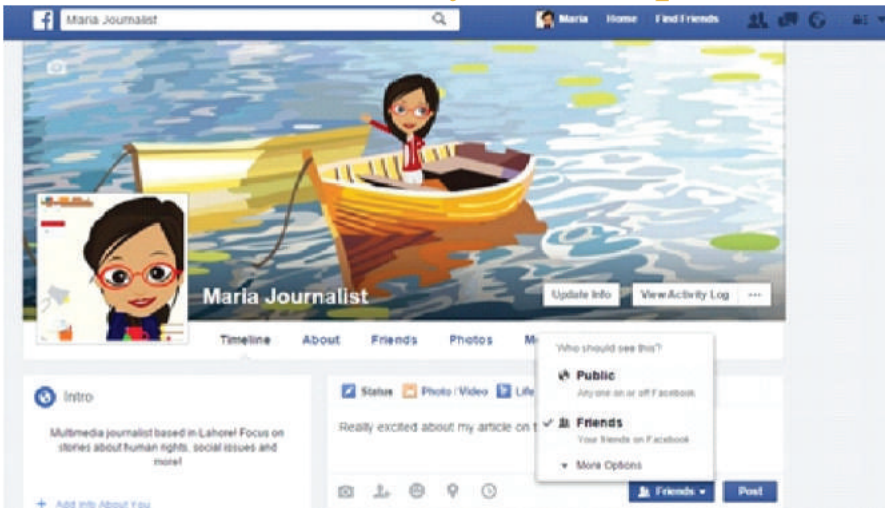 f Maria Journalist
Maria Home Find Friends
Maria Journalist
Update Info View Activity Log ...
Timeline About Friends Photos M
Who should see this?
Public
Anyone on or off Facebook
Friends
Your friends on Facebook
More Options
Intro
Multimedia journalist based in Lahore! Focus on
stories about human rights, social issues and
more!
+ Add Info About You
Status Photo / Video Life
Really excited about my article on t
Friends Post